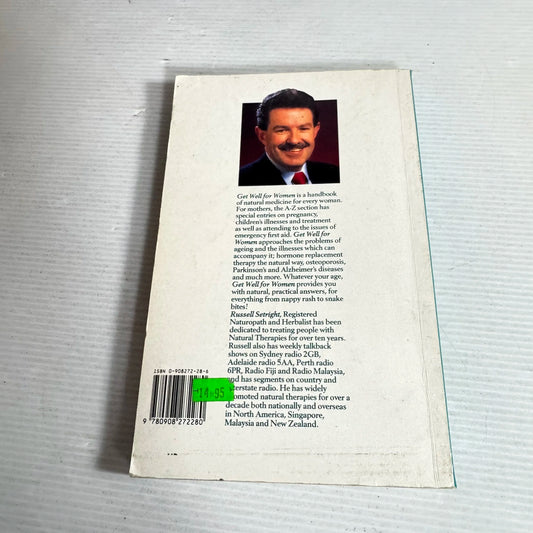 Get Well for Women is a handbook
of natural medicine for every woman.
For mothers, the A-Z section has
special entries on pregnancy,
children's illnesses and treatment
as well as attending to the issues of
emergency first aid. Get Well for
Women approaches the problems of
ageing and the illnesses which can
accompany it; hormone replacement
therapy the natural way, osteoporosis,
Parkinson's and Alzheimer's diseases
and much more. Whatever your age,
Get Well for Women provides you
with natural, practical answers, for
everything from nappy rash to snake
bites!
Russell Setright, Registered
Naturopath and Herbalist has been
dedicated to treating people with
Natural Therapies for over ten years.
Russell also has weekly talkback
shows on Sydney radio 2GB,
Adelaide radio 5AA, Perth radio
6PR, Radio Fiji and Radio Malaysia,
and has segments on country and
interstate radio. He has widely
promoted natural therapies for over a
decade both nationally and overseas
in North America, Singapore,
Malaysia and New Zealand.
ISBN 0-908272-28-6
14.95
9 780908 272280